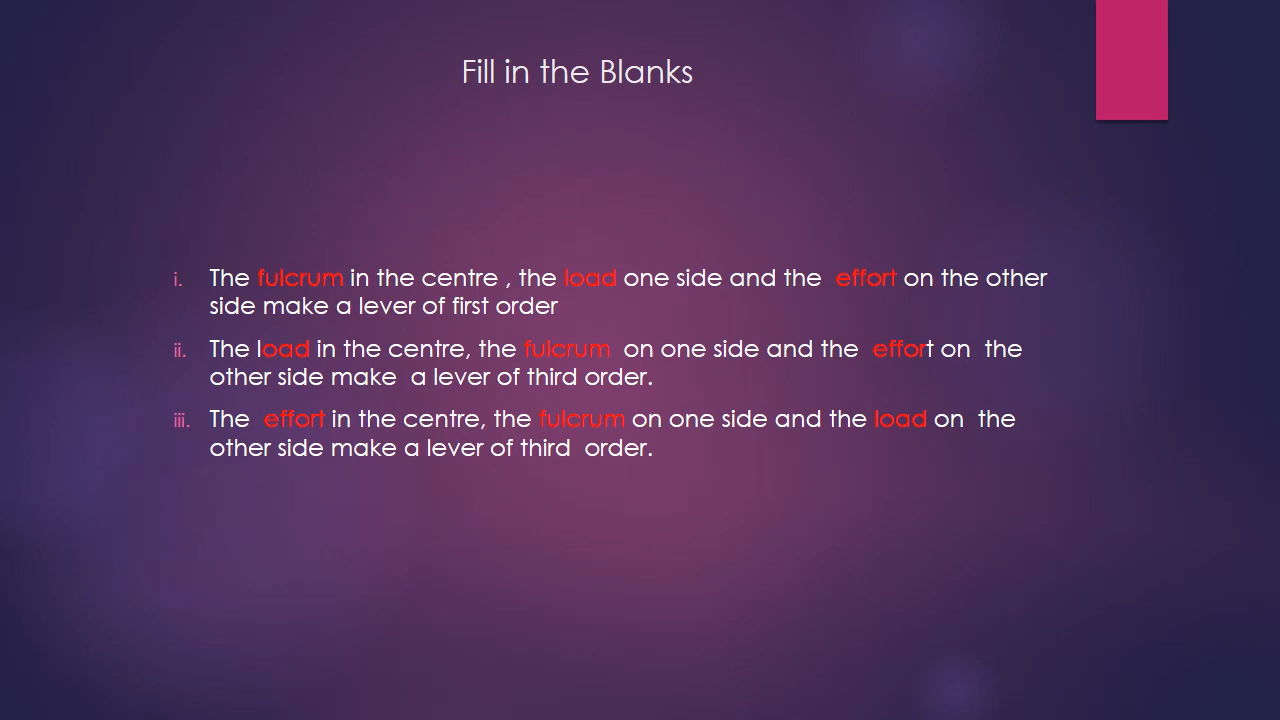 Fill in the Blanks
i. The fulcrum in the centre , the load one side and the effort on the other
side make a lever of first order
ii. The load in the centre, the fulcrum on one side and the effort on the
other side make a lever of third order.
iii. The effort in the centre, the fulcrum on one side and the load on the
other side make a lever of third order.